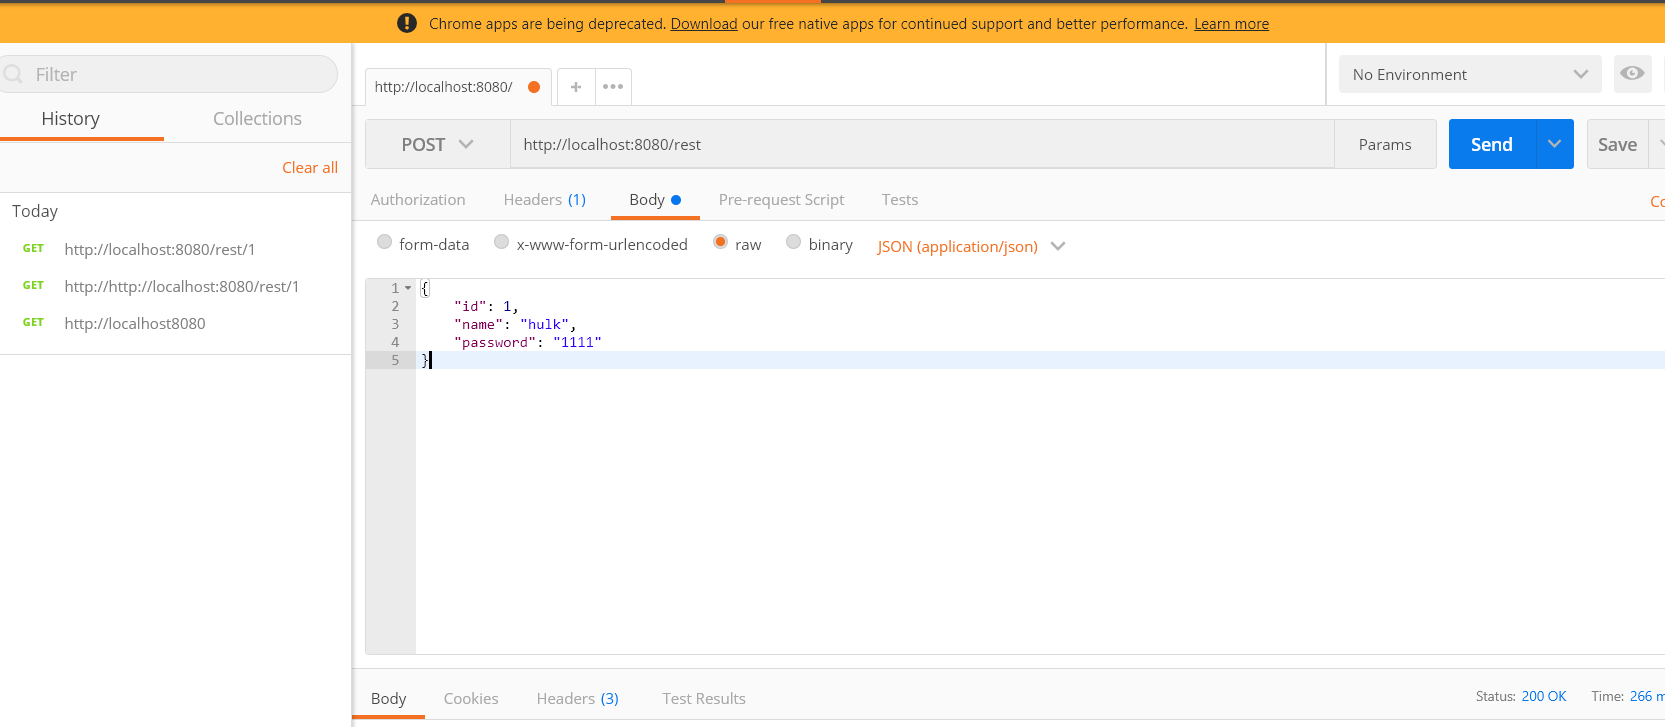 Chrome apps are being deprecated. Download our free native apps for continued support and better performance. Learn more
Filter
History Collections
Clear all
Today
GET http://localhost:8080/rest/1
GET http://http://localhost:8080/rest/1
GET http://localhost8080
http://localhost:8080/
No Environment
POST http://localhost:8080/rest Params Send Save
Authorization Headers (1) Body Pre-request Script Tests
form-data x-www-form-urlencoded raw binary JSON (application/json)
1 {
2 "id": 1,
3 "name": "hulk",
4 "password": "1111"
5 }
Body Cookies Headers (3) Test Results Status: 200 OK Time: 266 m